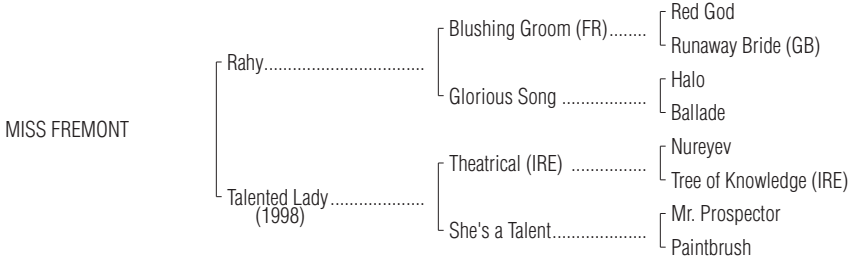 Red God
Blushing Groom (FR)........
Runaway Bride (GB)
Rahy..................................
Halo
Glorious Song ...................
Ballade
MISS FREMONT
Nureyev
Theatrical (IRE) .................
Tree of Knowledge (IRE)
Talented Lady....................
(1998)
Mr. Prospector
She's a Talent....................
Paintbrush